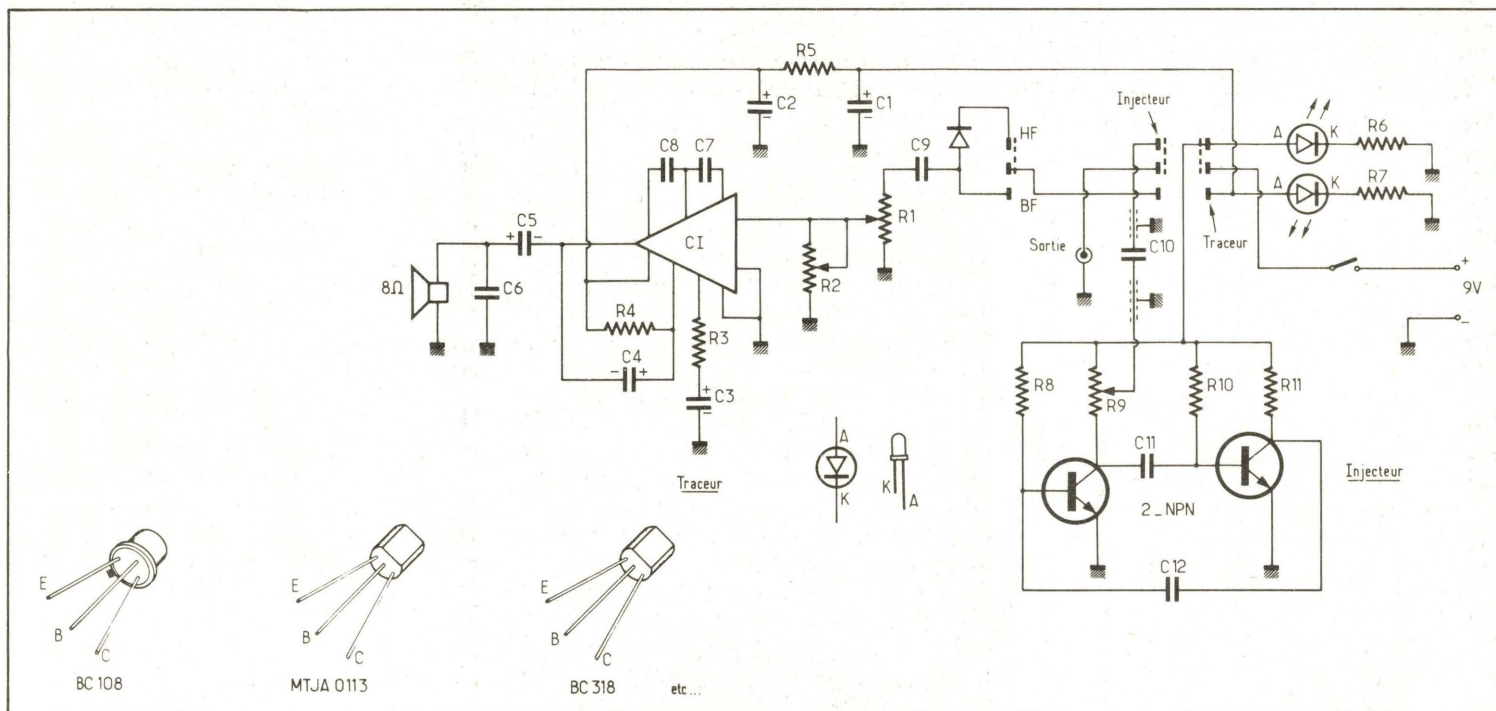 R5
C2
C1
Injecteur
HF
A
K
R6
C8
C7
C9
A
K
R7
BF
C5
+
-
CI
R1
Sortie
C10
Traceur
+
8Ω
C6
R2
9V
-
R4
R3
C4
-
+
C3
+
-
R8
R9
R10
R11
A
K
K
A
C11
Traceur
2_NPN
Injecteur
C12
E
B
C
BC 108
E
B
C
MTJA 0113
E
B
C
BC 318
etc...